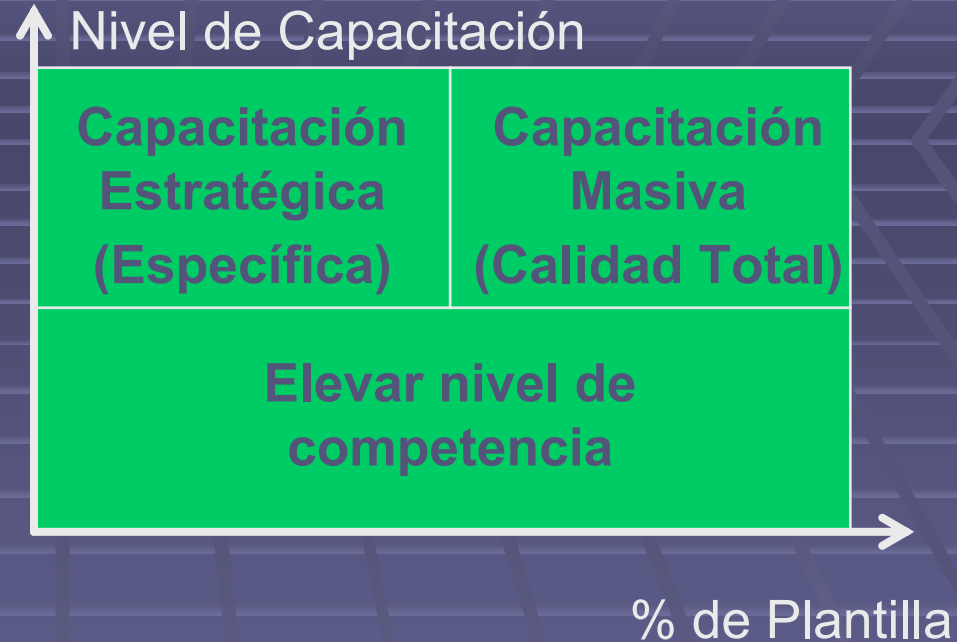 Nivel de Capacitación
Capacitación
Estratégica
(Específica)
Capacitación
Masiva
(Calidad Total)
Elevar nivel de
competencia
% de Plantilla